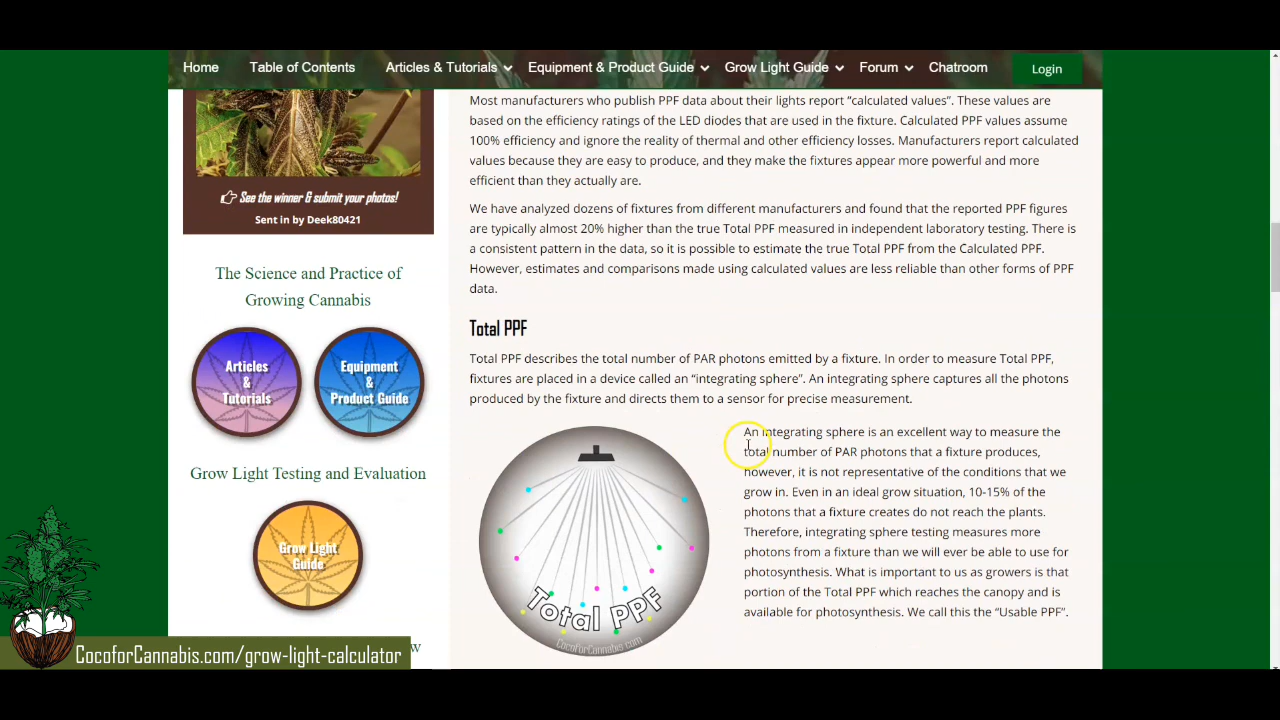 Home Table of Contents Articles & Tutorials Equipment & Product Guide Grow Light Guide Forum Chatroom Login
See the winner & submit your photos!
Sent in by Deek80421
The Science and Practice of
Growing Cannabis
Articles
&
Tutorials
Equipment
&
Product Guide
Grow Light Testing and Evaluation
Grow Light
Guide
w
CocoforCannabis.com/grow-light-calculator
Most manufacturers who publish PPF data about their lights report “calculated values”. These values are
based on the efficiency ratings of the LED diodes that are used in the fixture. Calculated PPF values assume
100% efficiency and ignore the reality of thermal and other efficiency losses. Manufacturers report calculated
values because they are easy to produce, and they make the fixtures appear more powerful and more
efficient than they actually are.
We have analyzed dozens of fixtures from different manufacturers and found that the reported PPF figures
are typically almost 20% higher than the true Total PPF measured in independent laboratory testing. There is
a consistent pattern in the data, so it is possible to estimate the true Total PPF from the Calculated PPF.
However, estimates and comparisons made using calculated values are less reliable than other forms of PPF
data.
Total PPF
Total PPF describes the total number of PAR photons emitted by a fixture. In order to measure Total PPF,
fixtures are placed in a device called an “integrating sphere”. An integrating sphere captures all the photons
produced by the fixture and directs them to a sensor for precise measurement.
Total PPF
CocoForCannabis.com
An integrating sphere is an excellent way to measure the
total number of PAR photons that a fixture produces,
however, it is not representative of the conditions that we
grow in. Even in an ideal grow situation, 10-15% of the
photons that a fixture creates do not reach the plants.
Therefore, integrating sphere testing measures more
photons from a fixture than we will ever be able to use for
photosynthesis. What is important to us as growers is that
portion of the Total PPF which reaches the canopy and is
available for photosynthesis. We call this the “Usable PPF”.